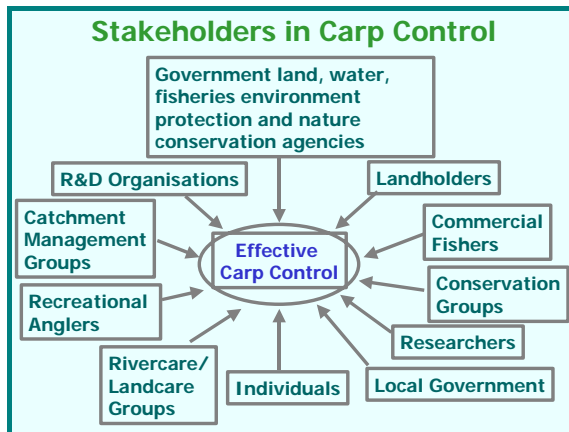 Stakeholders in Carp Control
Government land, water,
fisheries environment
protection and nature
conservation agencies
R&D Organisations
Landholders
Catchment
Management
Groups
Commercial
Fishers
Effective
Carp Control
Conservation
Groups
Recreational
Anglers
Researchers
Rivercare/
Landcare
Groups
Individuals
Local Government